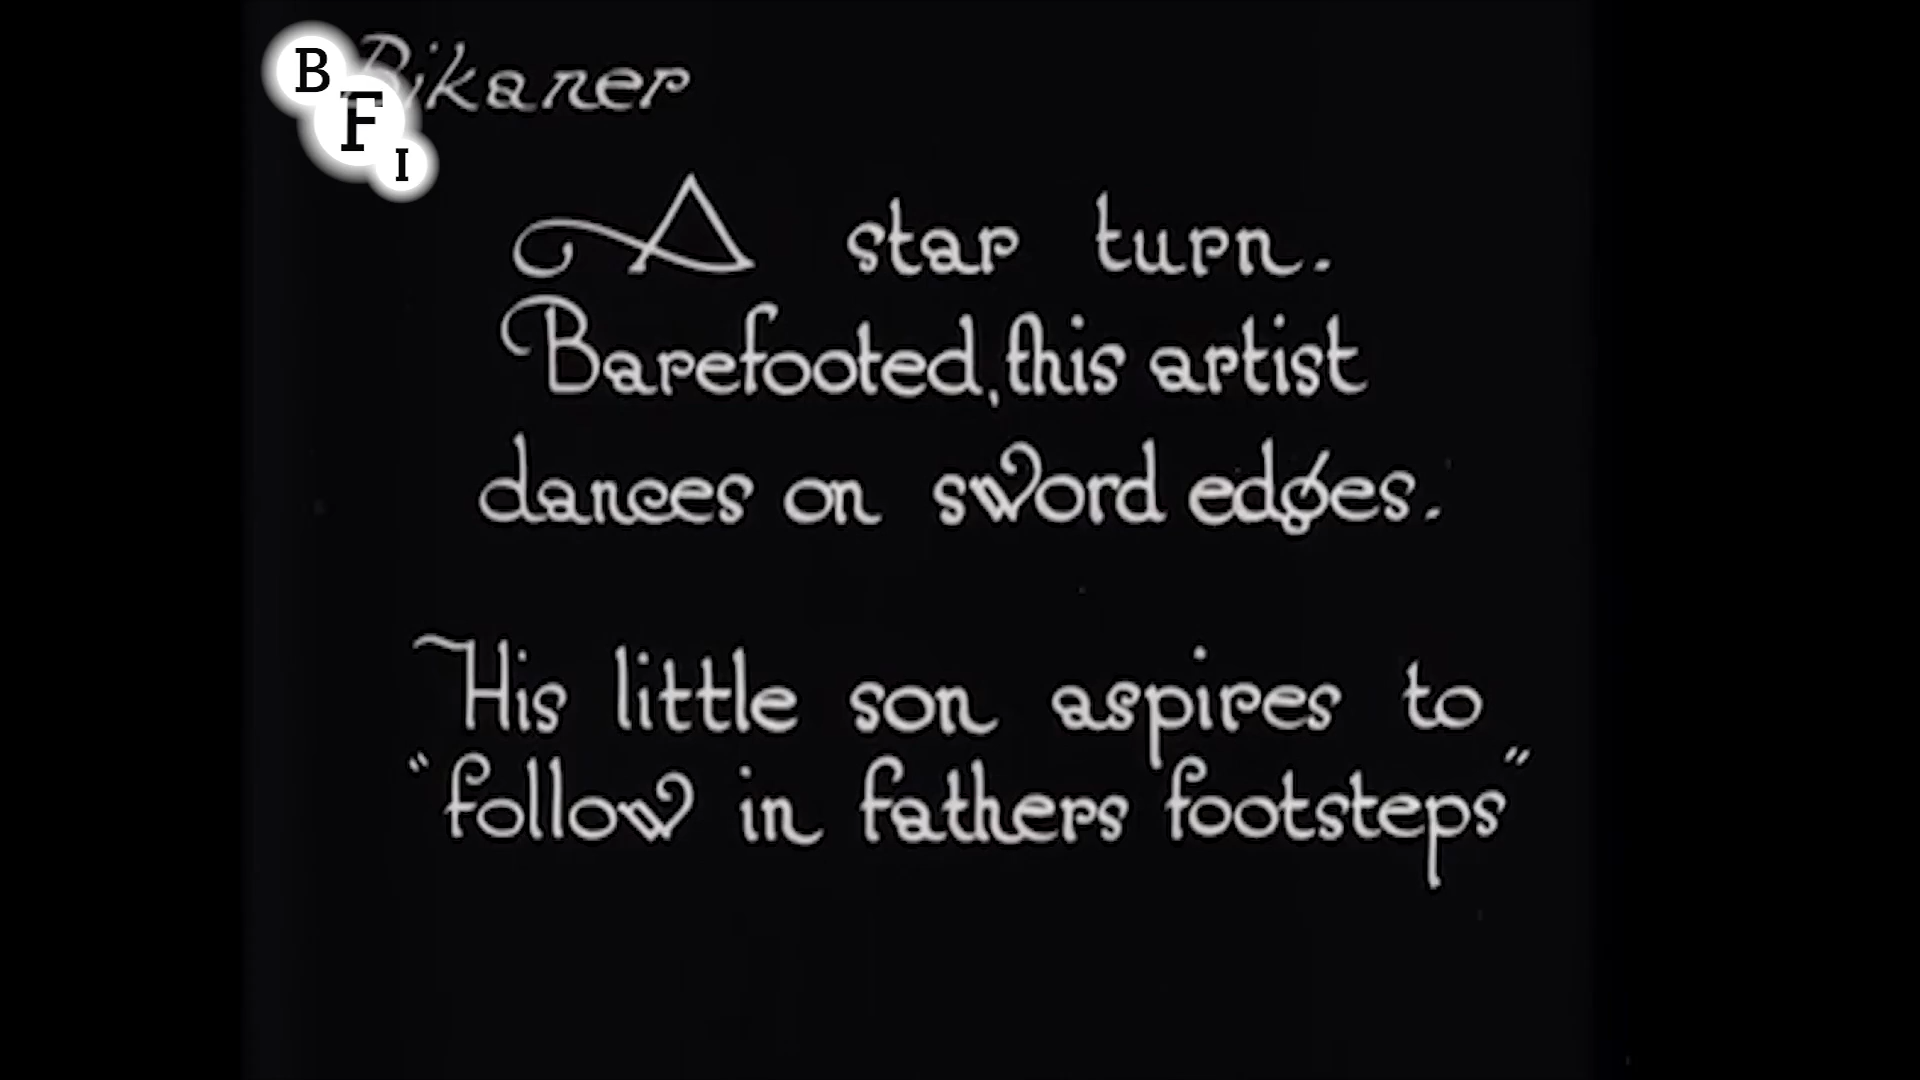 BFI
Bikaner
A star turn.
Barefooted, this artist
dances on sword edges.
His little son aspires to
"follow in fathers footsteps"